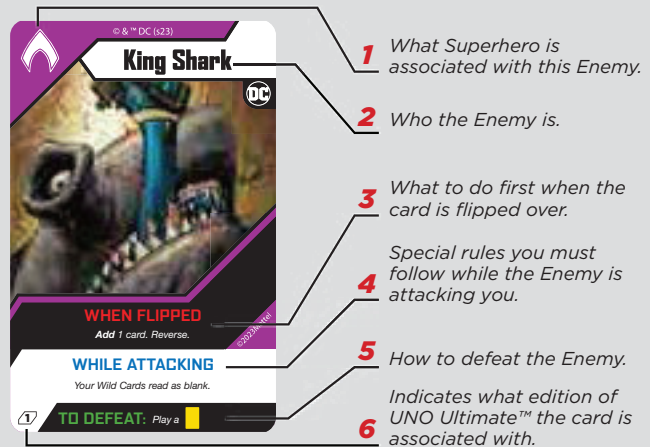 © & ™ DC (s23)
King Shark
DC
WHEN FLIPPED
Add 1 card. Reverse.
©2023Mattel
WHILE ATTACKING
Your Wild Cards read as blank.
1
TO DEFEAT: Play a
1 What Superhero is
associated with this Enemy.
2 Who the Enemy is.
3 What to do first when the
card is flipped over.
4 Special rules you must
follow while the Enemy is
attacking you.
5 How to defeat the Enemy.
6 Indicates what edition of
UNO Ultimate™ the card is
associated with.